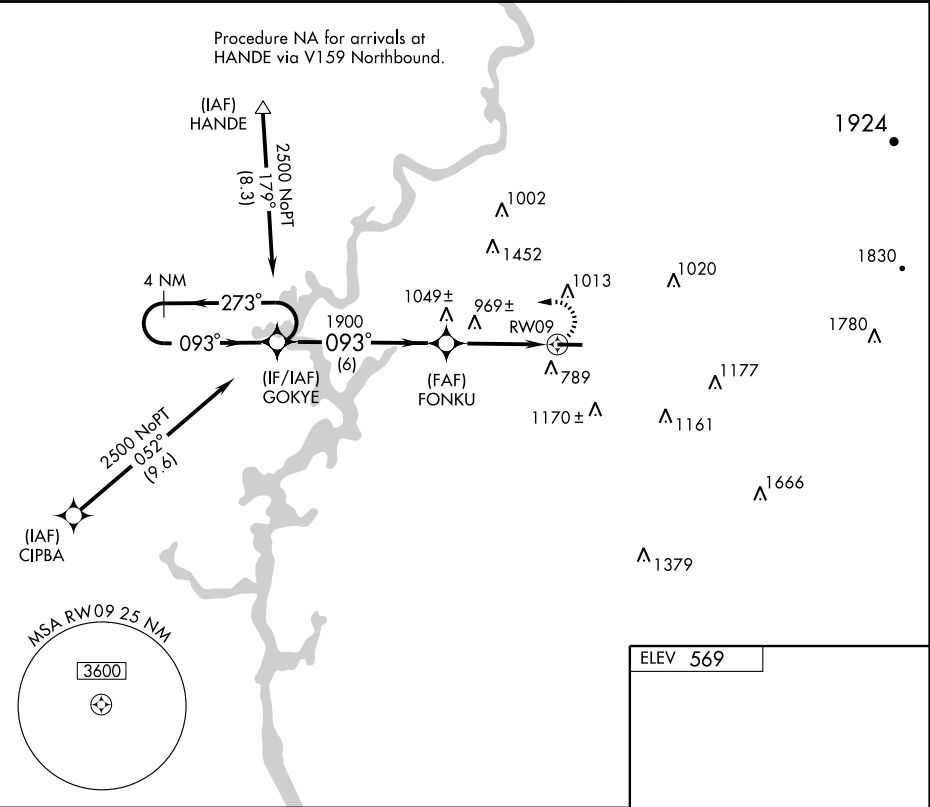 Procedure NA for arrivals at
HANDE via V159 Northbound.
(IAF)
HANDE
2500 NoPT
179°
(8.3)
1924
1002
1452
1830
4 NM
273°
1013
1020
1049±
969±
RW09
1780
093°
1900
093°
(6)
(IF/IAF)
GOKYE
(FAF)
FONKU
789
1177
1170±
1161
2500 NoPT
052°
(9.6)
1666
(IAF)
CIPBA
1379
MSA RW09 25 NM
3600
ELEV 569